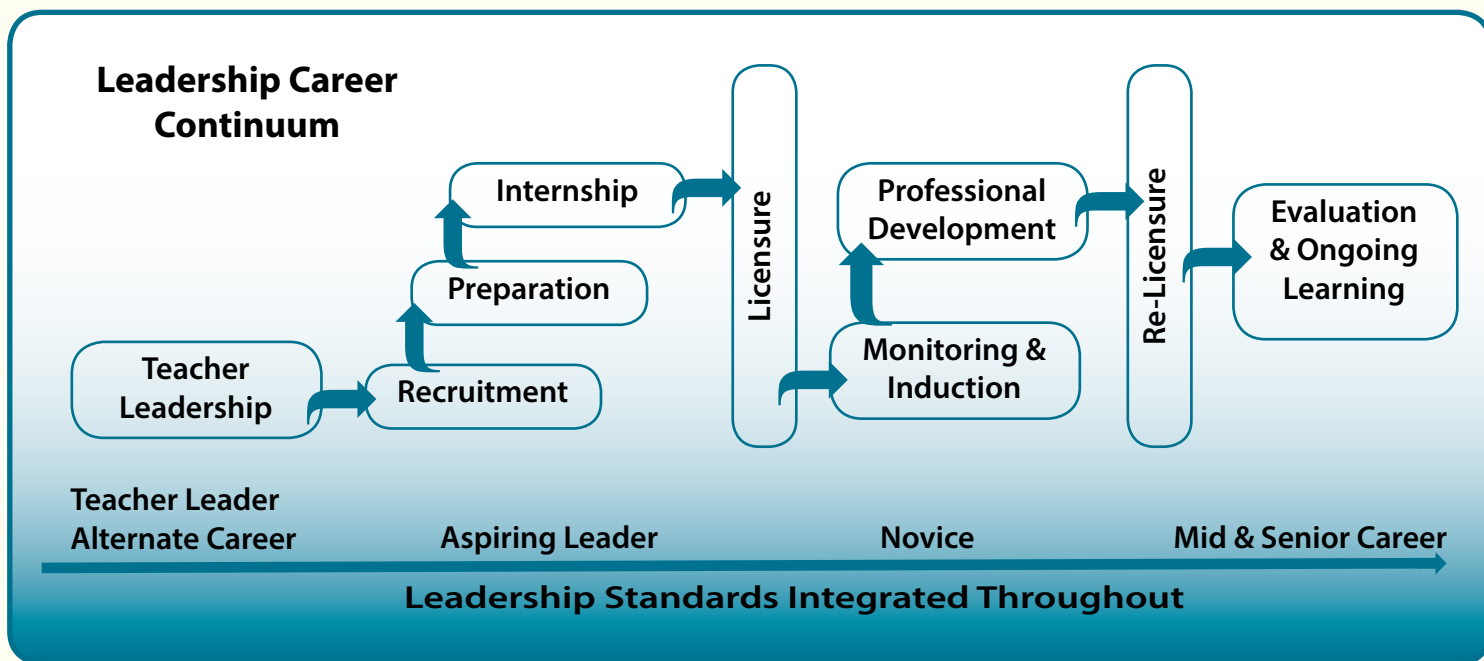 Leadership Career
Continuum
Internship
Preparation
Teacher
Leadership
Recruitment
Licensure
Professional
Development
Monitoring &
Induction
Re-Licensure
Evaluation
& Ongoing
Learning
Teacher Leader
Alternate Career
Aspiring Leader
Novice
Mid & Senior Career
Leadership Standards Integrated Throughout